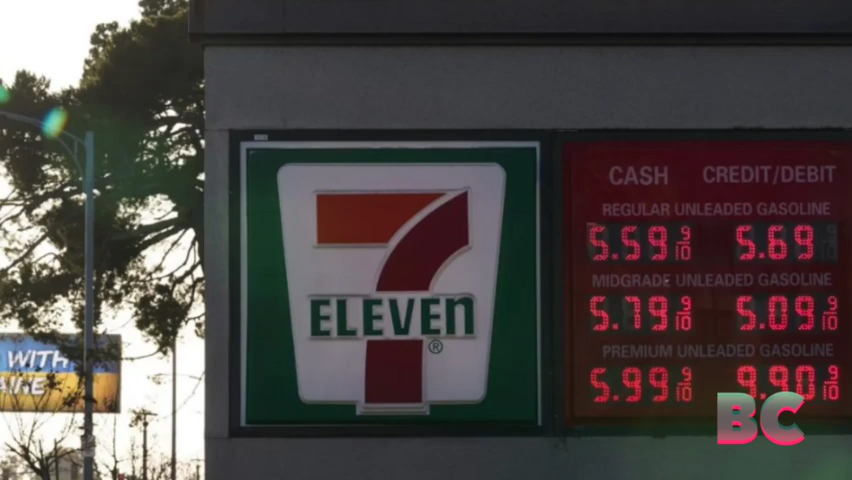 WITH
7
ELEVEn
®
CASH CREDIT/DEBIT
REGULAR UNLEADED GASOLINE
5.59 9/10 5.69
MIDGRADE UNLEADED GASOLINE
5.79 9/10 5.09 9/10
PREMIUM UNLEADED GASOLINE
5.99 9/10 9.90 9/10
BC